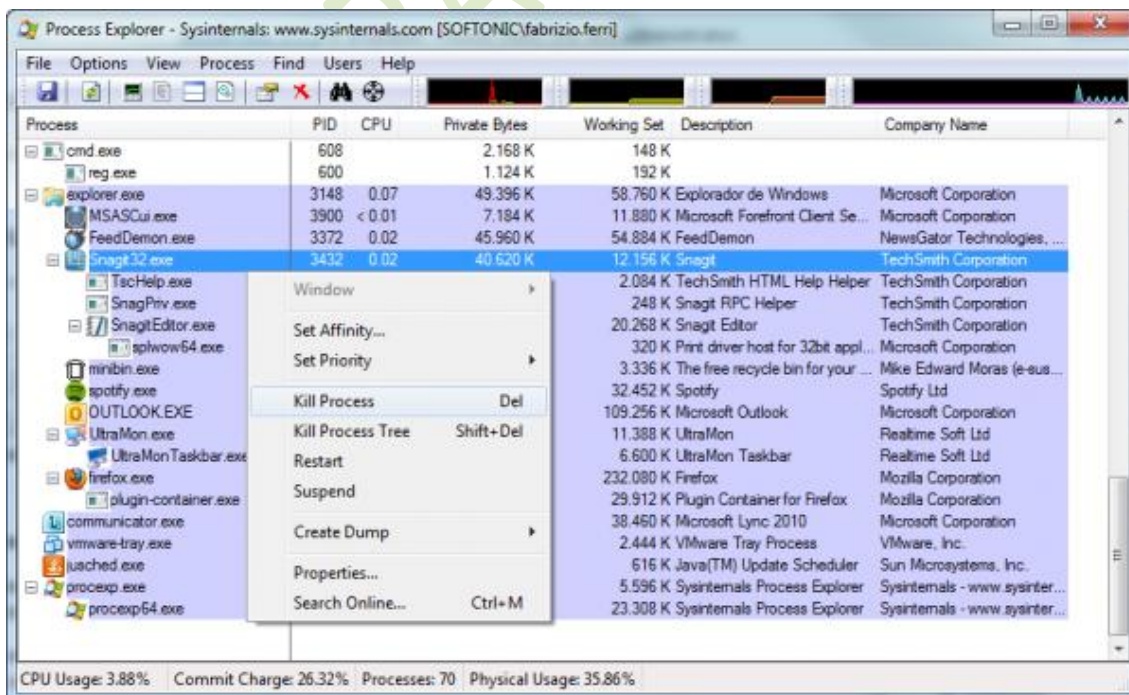 Process Explorer - Sysinternals: www.sysinternals.com [SOFTONIC\fabrizio.ferri]
File Options View Process Find Users Help
Process PID CPU Private Bytes Working Set Description Company Name
cmd.exe 608 2.168 K 148 K
reg.exe 600 1.124 K 192 K
explorer.exe 3148 0.07 49.396 K 58.760 K Explorador de Windows Microsoft Corporation
MSASCui.exe 3900 < 0.01 7.184 K 11.880 K Microsoft Forefront Client Se... Microsoft Corporation
FeedDemon.exe 3372 0.02 45.960 K 54.884 K FeedDemon NewsGator Technologies, ...
Snagit32.exe 3432 0.02 40.620 K 12.156 K Snagit TechSmith Corporation
TscHelp.exe 2.084 K TechSmith HTML Help Helper TechSmith Corporation
SnagPriv.exe 248 K Snagit RPC Helper TechSmith Corporation
SnagitEditor.exe 20.268 K Snagit Editor TechSmith Corporation
splwow64.exe 320 K Print driver host for 32bit appl... Microsoft Corporation
minibin.exe 3.336 K The free recycle bin for your ... Mike Edward Moras (e-sus...
spotify.exe 32.452 K Spotify Spotify Ltd
OUTLOOK.EXE 109.256 K Microsoft Outlook Microsoft Corporation
UltraMon.exe 11.388 K UltraMon Realtime Soft Ltd
UltraMonTaskbar.exe 6.600 K UltraMon Taskbar Realtime Soft Ltd
firefox.exe 232.080 K Firefox Mozilla Corporation
plugin-container.exe 29.912 K Plugin Container for Firefox Mozilla Corporation
communicator.exe 38.460 K Microsoft Lync 2010 Microsoft Corporation
vmware-tray.exe 2.444 K VMware Tray Process VMware, Inc.
jusched.exe 616 K Java(TM) Update Scheduler Sun Microsystems, Inc.
procexp.exe 5.596 K Sysinternals Process Explorer Sysinternals - www.sysinter...
procexp64.exe 23.308 K Sysinternals Process Explorer Sysinternals - www.sysinter...
Window
Set Affinity...
Set Priority
Kill Process Del
Kill Process Tree Shift+Del
Restart
Suspend
Create Dump
Properties...
Search Online... Ctrl+M
CPU Usage: 3.88% Commit Charge: 26.32% Processes: 70 Physical Usage: 35.86%